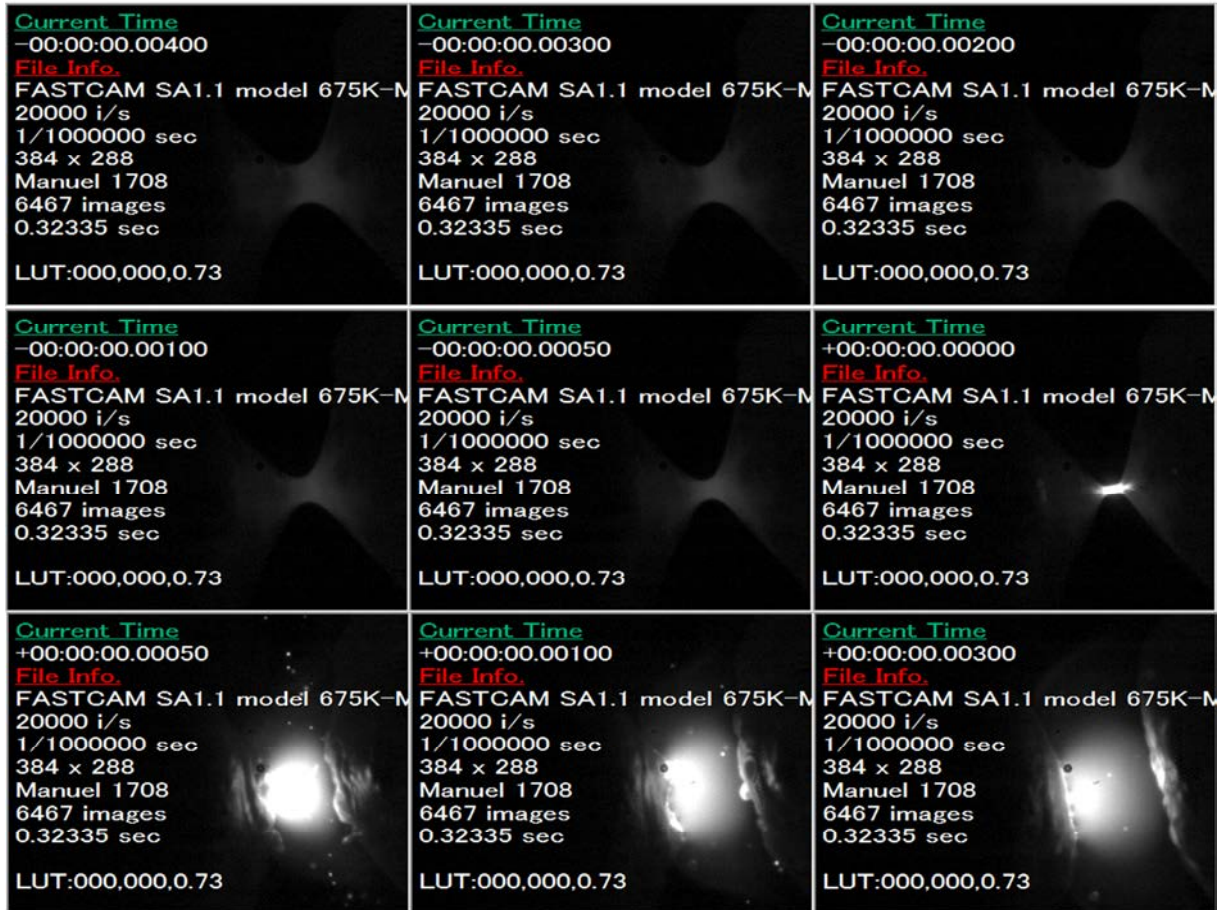 Current Time
-00:00:00.00400
File Info.
FASTCAM SA1.1 model 675K-M
20000 i/s
1/1000000 sec
384 x 288
Manuel 1708
6467 images
0.32335 sec
LUT:000,000,0.73
Current Time
-00:00:00.00300
File Info.
FASTCAM SA1.1 model 675K-M
20000 i/s
1/1000000 sec
384 x 288
Manuel 1708
6467 images
0.32335 sec
LUT:000,000,0.73
Current Time
-00:00:00.00200
File Info.
FASTCAM SA1.1 model 675K-M
20000 i/s
1/1000000 sec
384 x 288
Manuel 1708
6467 images
0.32335 sec
LUT:000,000,0.73
Current Time
-00:00:00.00100
File Info.
FASTCAM SA1.1 model 675K-M
20000 i/s
1/1000000 sec
384 x 288
Manuel 1708
6467 images
0.32335 sec
LUT:000,000,0.73
Current Time
-00:00:00.00050
File Info.
FASTCAM SA1.1 model 675K-M
20000 i/s
1/1000000 sec
384 x 288
Manuel 1708
6467 images
0.32335 sec
LUT:000,000,0.73
Current Time
+00:00:00.00000
File Info.
FASTCAM SA1.1 model 675K-M
20000 i/s
1/1000000 sec
384 x 288
Manuel 1708
6467 images
0.32335 sec
LUT:000,000,0.73
Current Time
+00:00:00.00050
File Info.
FASTCAM SA1.1 model 675K-M
20000 i/s
1/1000000 sec
384 x 288
Manuel 1708
6467 images
0.32335 sec
LUT:000,000,0.73
Current Time
+00:00:00.00100
File Info.
FASTCAM SA1.1 model 675K-M
20000 i/s
1/1000000 sec
384 x 288
Manuel 1708
6467 images
0.32335 sec
LUT:000,000,0.73
Current Time
+00:00:00.00300
File Info.
FASTCAM SA1.1 model 675K-M
20000 i/s
1/1000000 sec
384 x 288
Manuel 1708
6467 images
0.32335 sec
LUT:000,000,0.73